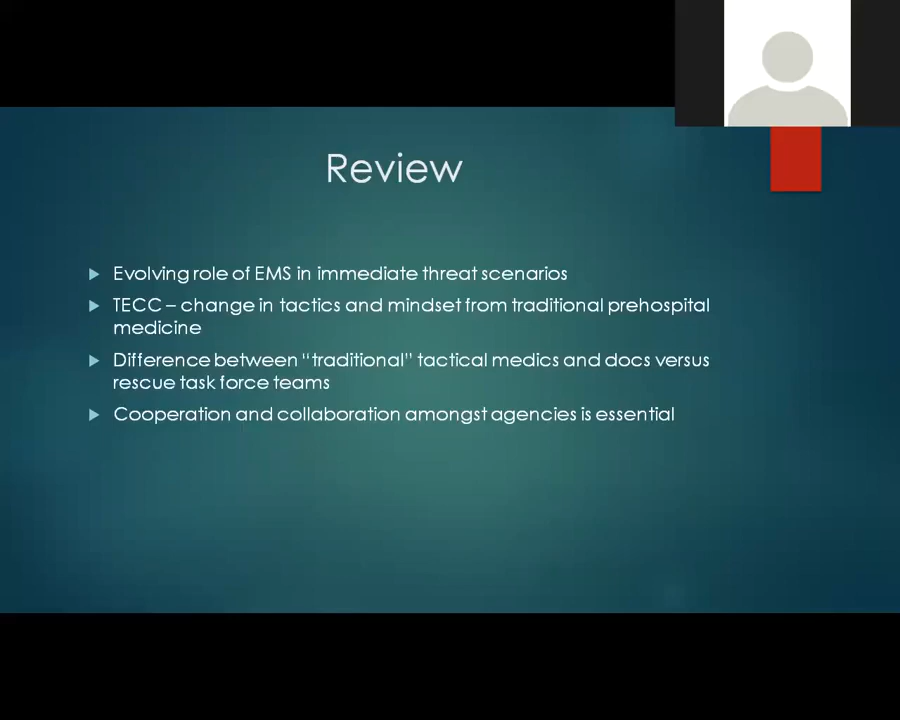 Review
Evolving role of EMS in immediate threat scenarios
TECC – change in tactics and mindset from traditional prehospital
medicine
Difference between “traditional” tactical medics and docs versus
rescue task force teams
Cooperation and collaboration amongst agencies is essential